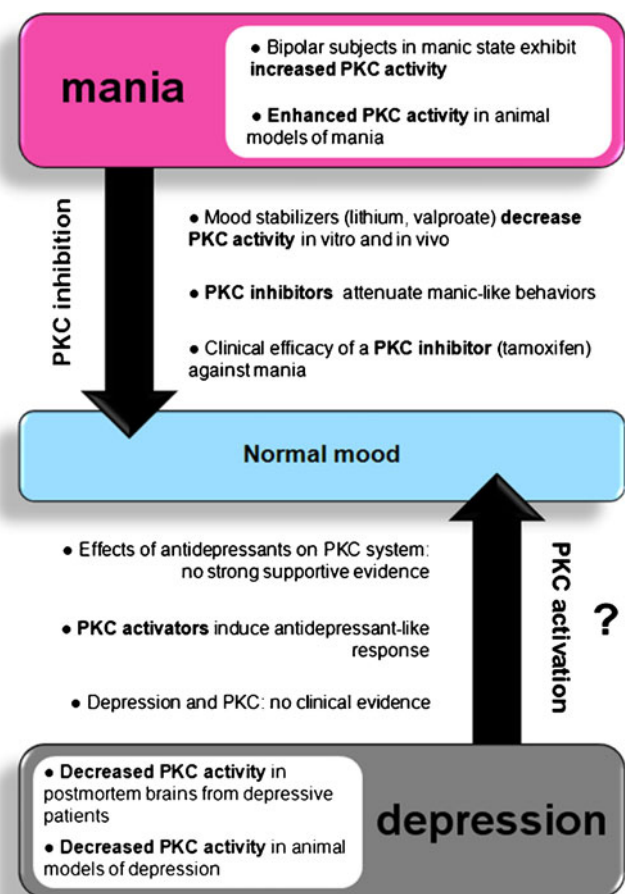 mania
● Bipolar subjects in manic state exhibit
increased PKC activity
● Enhanced PKC activity in animal
models of mania
PKC inhibition
● Mood stabilizers (lithium, valproate) decrease
PKC activity in vitro and in vivo
● PKC inhibitors attenuate manic-like behaviors
● Clinical efficacy of a PKC inhibitor (tamoxifen)
against mania
Normal mood
● Effects of antidepressants on PKC system:
no strong supportive evidence
● PKC activators induce antidepressant-like
response
● Depression and PKC: no clinical evidence
PKC activation
?
● Decreased PKC activity in
postmortem brains from depressive
patients
● Decreased PKC activity in animal
models of depression
depression